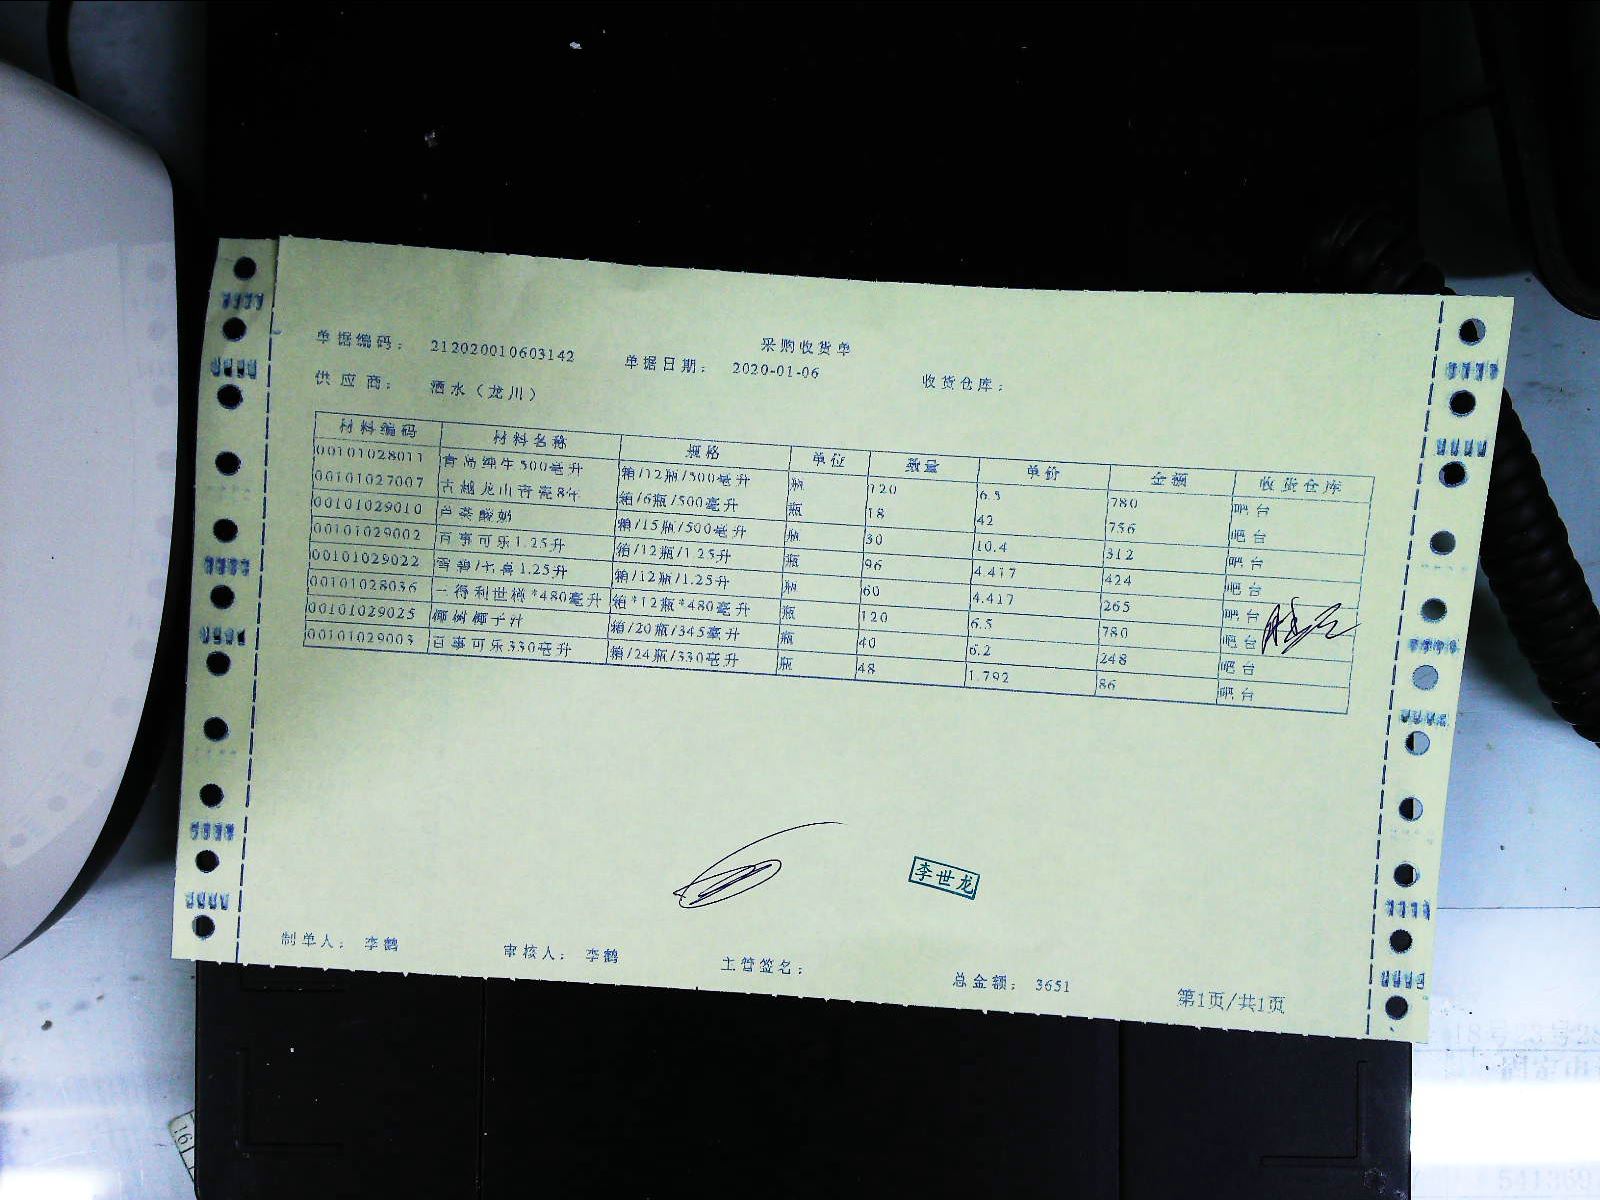 采购收货单
单据编码： 212020010603142 单据日期： 2020-01-06 收货仓库：
供应商： 酒水（龙川）
材料编码 材料名称 规格 单位 数量 单价 金额 收货仓库
00101028011 青岛纯生500毫升 箱/12瓶/500毫升 瓶 120 6.5 780 吧台
00101027007 古越龙山 8年 箱/6瓶/500毫升 瓶 18 42 756 吧台
00101029010 芭葵酸奶 箱/15瓶/500毫升 瓶 30 10.4 312 吧台
00101029002 百事可乐1.25升 箱/12瓶/1.25升 瓶 96 4.417 424 吧台
00101029022 雪碧/七喜1.25升 箱/12瓶/1.25升 瓶 60 4.417 265 吧台
00101028036 一得利世 *480毫升 箱*12瓶*480毫升 瓶 120 6.5 780 吧台
00101029025 椰树椰子汁 箱/20瓶/345毫升 瓶 40 6.2 248 吧台
00101029003 百事可乐330毫升 箱/24瓶/330毫升 瓶 48 1.792 86 吧台
李世龙
制单人： 李鹤 审核人： 李鹤 主管签名： 总金额： 3651 第1页/共1页